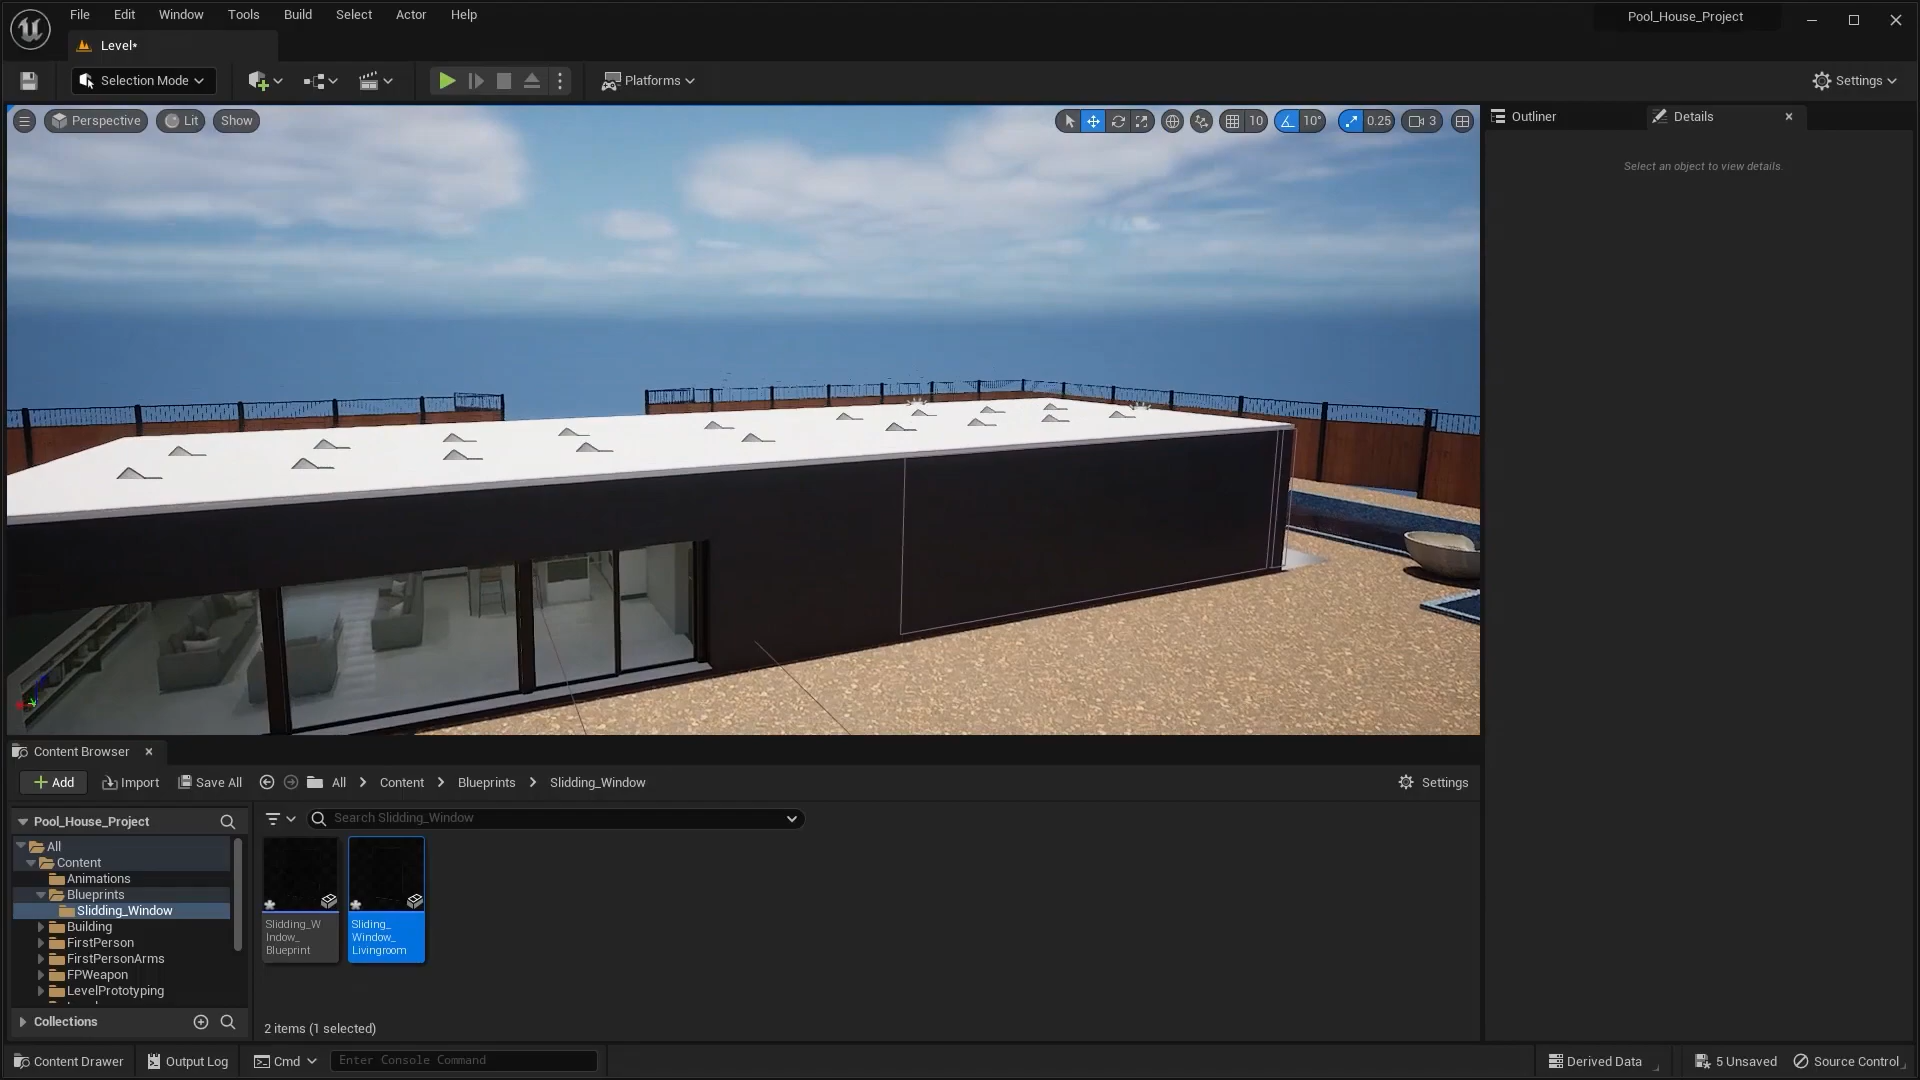 File Edit Window Tools Build Select Actor Help
Pool_House_Project
Level*
Selection Mode
Platforms
Settings
Perspective Lit Show
10 10° 0.25 3
Outliner
Details
Select an object to view details.
Content Browser
Add Import Save All All Content Blueprints Slidding_Window
Settings
Pool_House_Project
Search Slidding_Window
All
Content
Animations
Blueprints
Slidding_Window
Building
FirstPerson
FirstPersonArms
FPWeapon
LevelPrototyping
Slidding_W
indow_
Blueprint
Sliding_
Window_
Livingroom
Collections
2 items (1 selected)
Content Drawer Output Log Cmd Enter Console Command
Derived Data 5 Unsaved Source Control